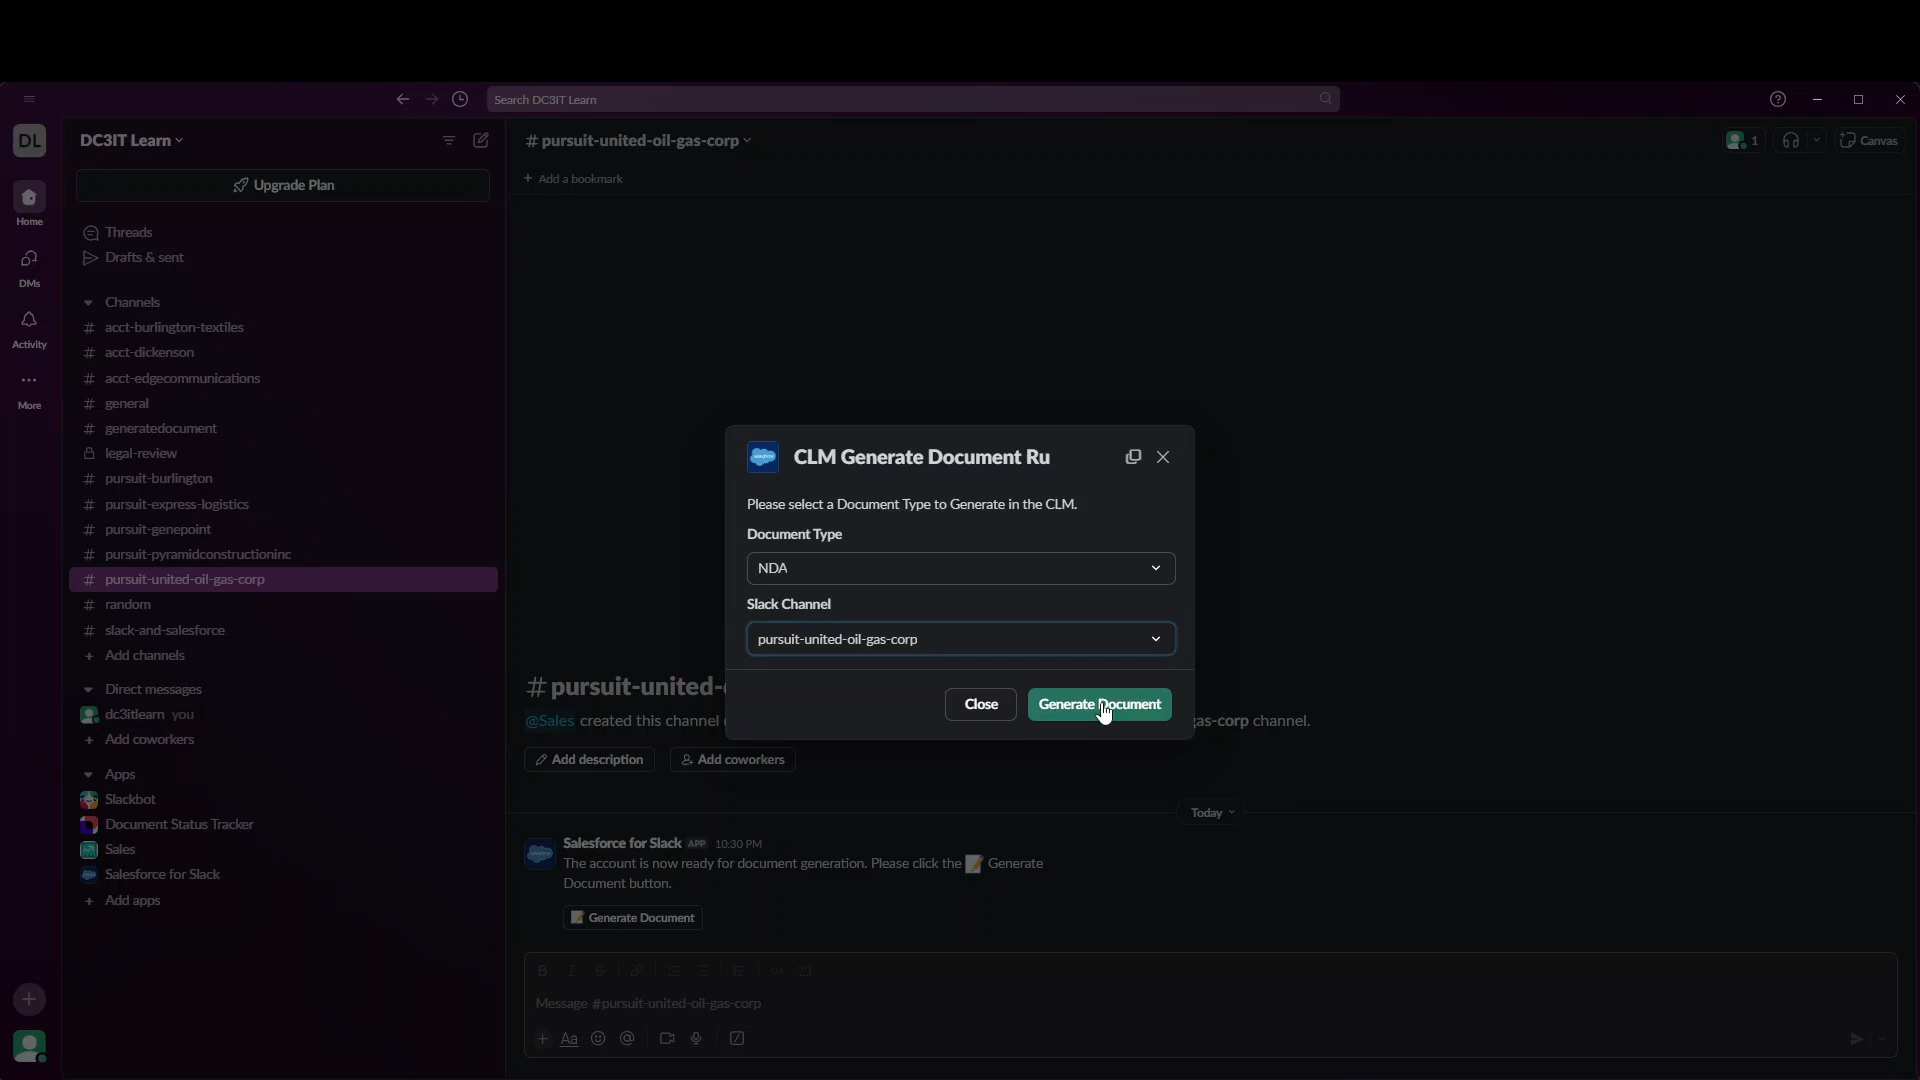 Search DC3IT Learn
DL
DC3IT Learn
# pursuit-united-oil-gas-corp
1
Canvas
Upgrade Plan
+ Add a bookmark
Home
DMs
Activity
More
Threads
Drafts & sent
Channels
# acct-burlington-textiles
# acct-dickenson
# acct-edgecommunications
# general
# generatedocument
legal-review
# pursuit-burlington
# pursuit-express-logistics
# pursuit-genepoint
# pursuit-pyramidconstructioninc
# pursuit-united-oil-gas-corp
# random
# slack-and-salesforce
+ Add channels
Direct messages
dc3itlearn you
+ Add coworkers
Apps
Slackbot
Document Status Tracker
Sales
Salesforce for Slack
+ Add apps
CLM Generate Document Ru
Please select a Document Type to Generate in the CLM.
Document Type
NDA
Slack Channel
pursuit-united-oil-gas-corp
Close
Generate Document
# pursuit-united-
@Sales created this channel
as-corp channel.
Add description
Add coworkers
Today
Salesforce for Slack APP 10:30 PM
The account is now ready for document generation. Please click the 📝 Generate
Document button.
📝 Generate Document
B I S
Message #pursuit-united-oil-gas-corp
+ Aa @